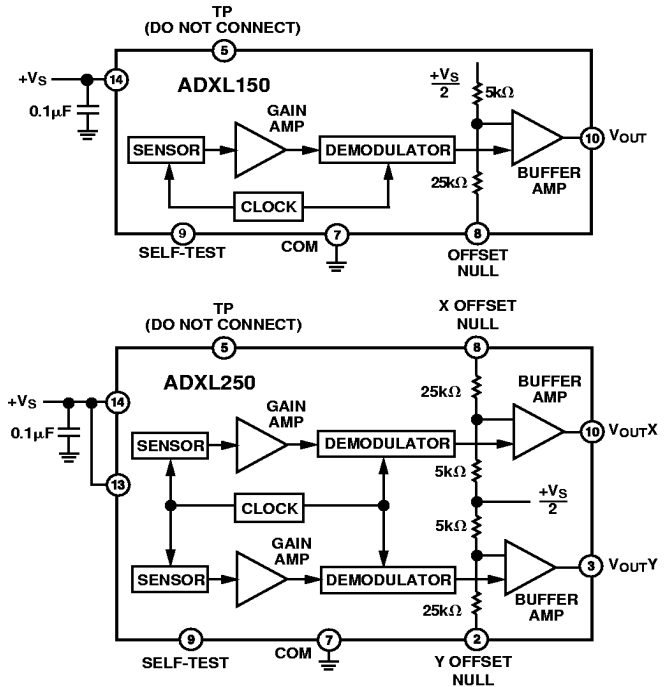 TP
(DO NOT CONNECT)
5
+VS
14
ADXL150
0.1µF
GAIN
AMP
+VS
2
5kΩ
SENSOR
DEMODULATOR
10
VOUT
BUFFER
AMP
25kΩ
CLOCK
9
SELF-TEST
COM
7
8
OFFSET
NULL
TP
(DO NOT CONNECT)
5
X OFFSET
NULL
8
ADXL250
+VS
14
0.1µF
25kΩ
BUFFER
AMP
GAIN
AMP
SENSOR
DEMODULATOR
10
VOUTX
5kΩ
13
CLOCK
+VS
2
5kΩ
GAIN
AMP
SENSOR
DEMODULATOR
3
VOUTY
BUFFER
AMP
25kΩ
9
SELF-TEST
COM
7
2
Y OFFSET
NULL